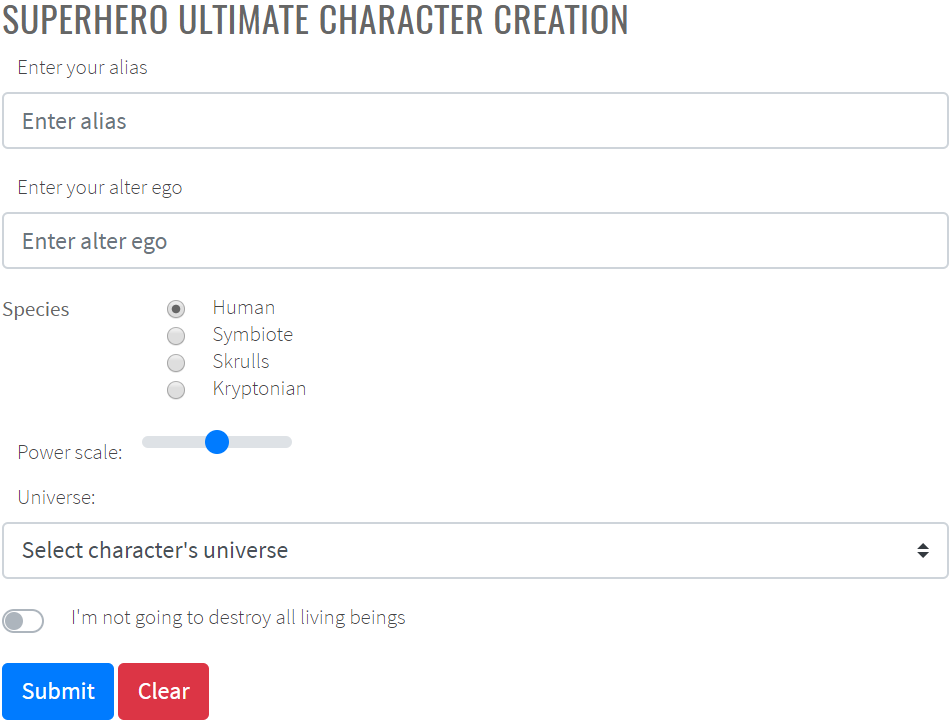 SUPERHERO ULTIMATE CHARACTER CREATION
Enter your alias
Enter alias
Enter your alter ego
Enter alter ego
Species
Human
Symbiote
Skrulls
Kryptonian
Power scale:
Universe:
Select character's universe
I'm not going to destroy all living beings
Submit Clear